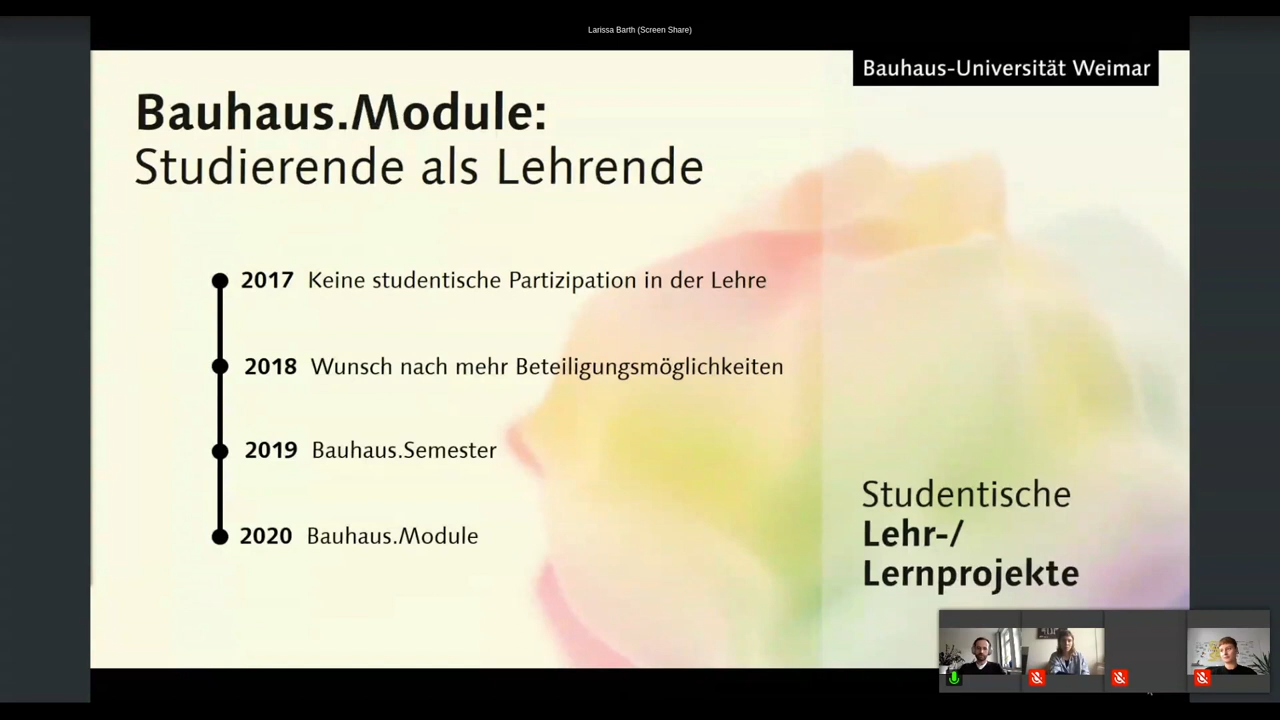 Larissa Barth (Screen Share)
Bauhaus-Universität Weimar
Bauhaus.Module:
Studierende als Lehrende
2017 Keine studentische Partizipation in der Lehre
2018 Wunsch nach mehr Beteiligungsmöglichkeiten
2019 Bauhaus.Semester
2020 Bauhaus.Module
Studentische
Lehr-/
Lernprojekte